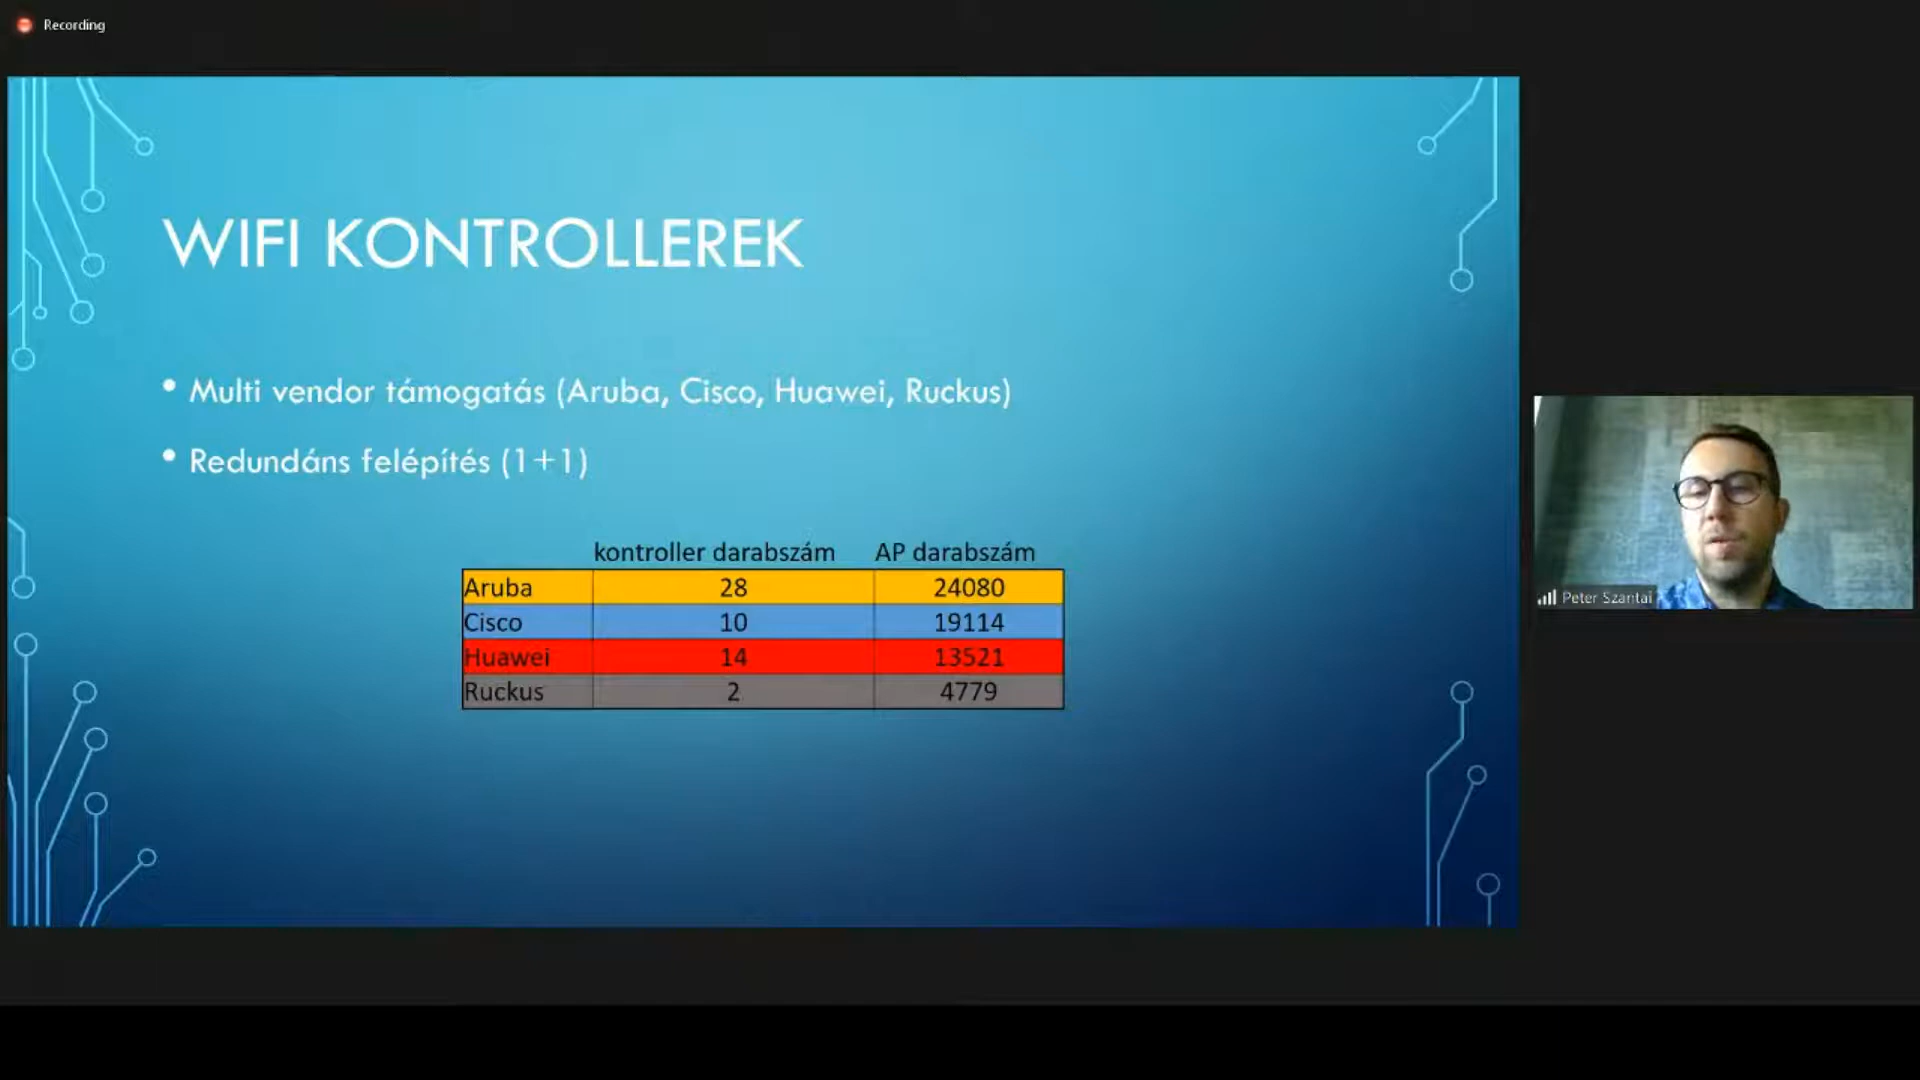 Recording
WIFI KONTROLLEREK
• Multi vendor támogatás (Aruba, Cisco, Huawei, Ruckus)
• Redundáns felépítés (1+1)
kontroller darabszám AP darabszám
Aruba 28 24080
Cisco 10 19114
Huawei 14 13521
Ruckus 2 4779
Peter Szantai